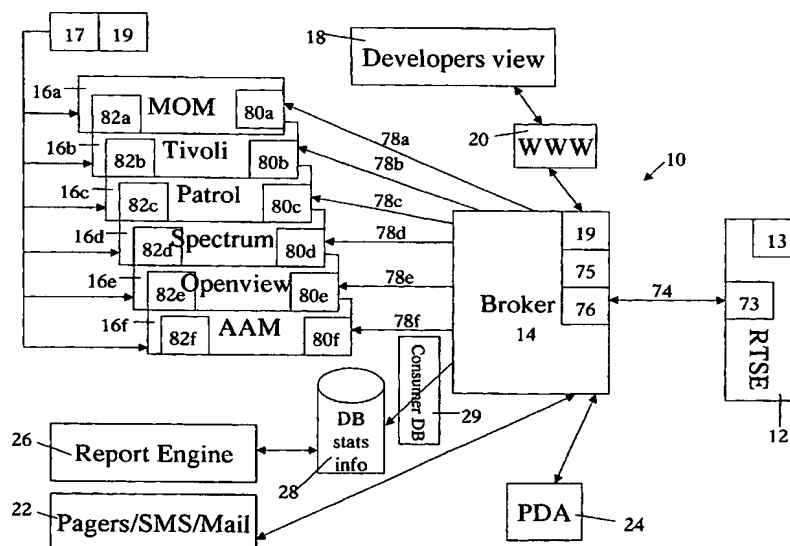 17 19
18
Developers view
16a
MOM
82a
80a
16b
Tivoli
82b
80b
16c
Patrol
82c
80c
16d
Spectrum
82d
80d
16e
Openview
82e
80e
16f
AAM
82f
80f
78a
78b
78c
78d
78e
78f
20
WWW
10
19
75
76
Broker
14
74
13
73
RTSE
12
Consumer DB
29
DB
stats
info
28
26
Report Engine
22
Pagers/SMS/Mail
PDA
24